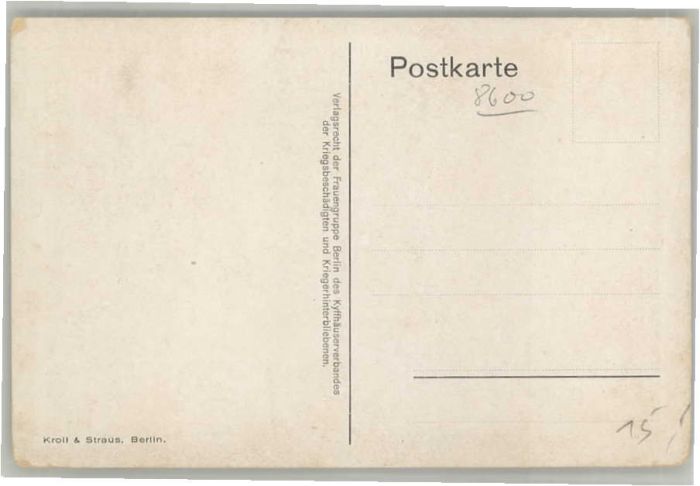 Postkarte
8600
Verlagsrecht der Frauengruppe Berlin des Kyffhäuserverbandes
der Kriegsbeschädigten und Kriegerhinterbliebenen.
Kroll & Straus, Berlin.
15